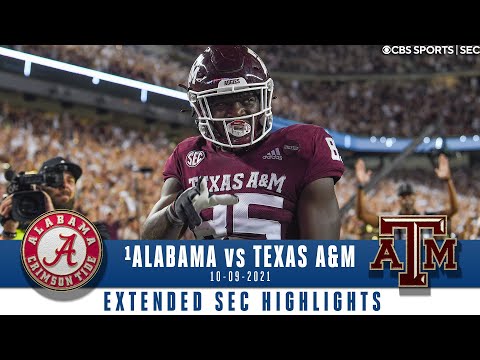 CBS SPORTS | SEC
SEC
adidas
TEXAS A&M
85
ALABAMA
A
CRIMSON TIDE
1ALABAMA vs TEXAS A&M
10-09-2021
ATM
EXTENDED SEC HIGHLIGHTS